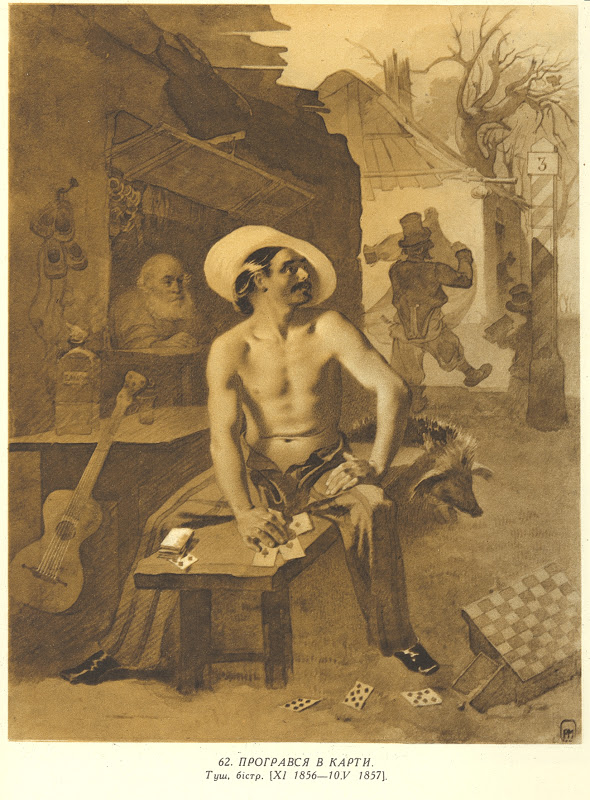 3
62. ПРОГРАВСЯ В КАРТИ.
Туш, бістр. [XI 1856—10.V 1857].